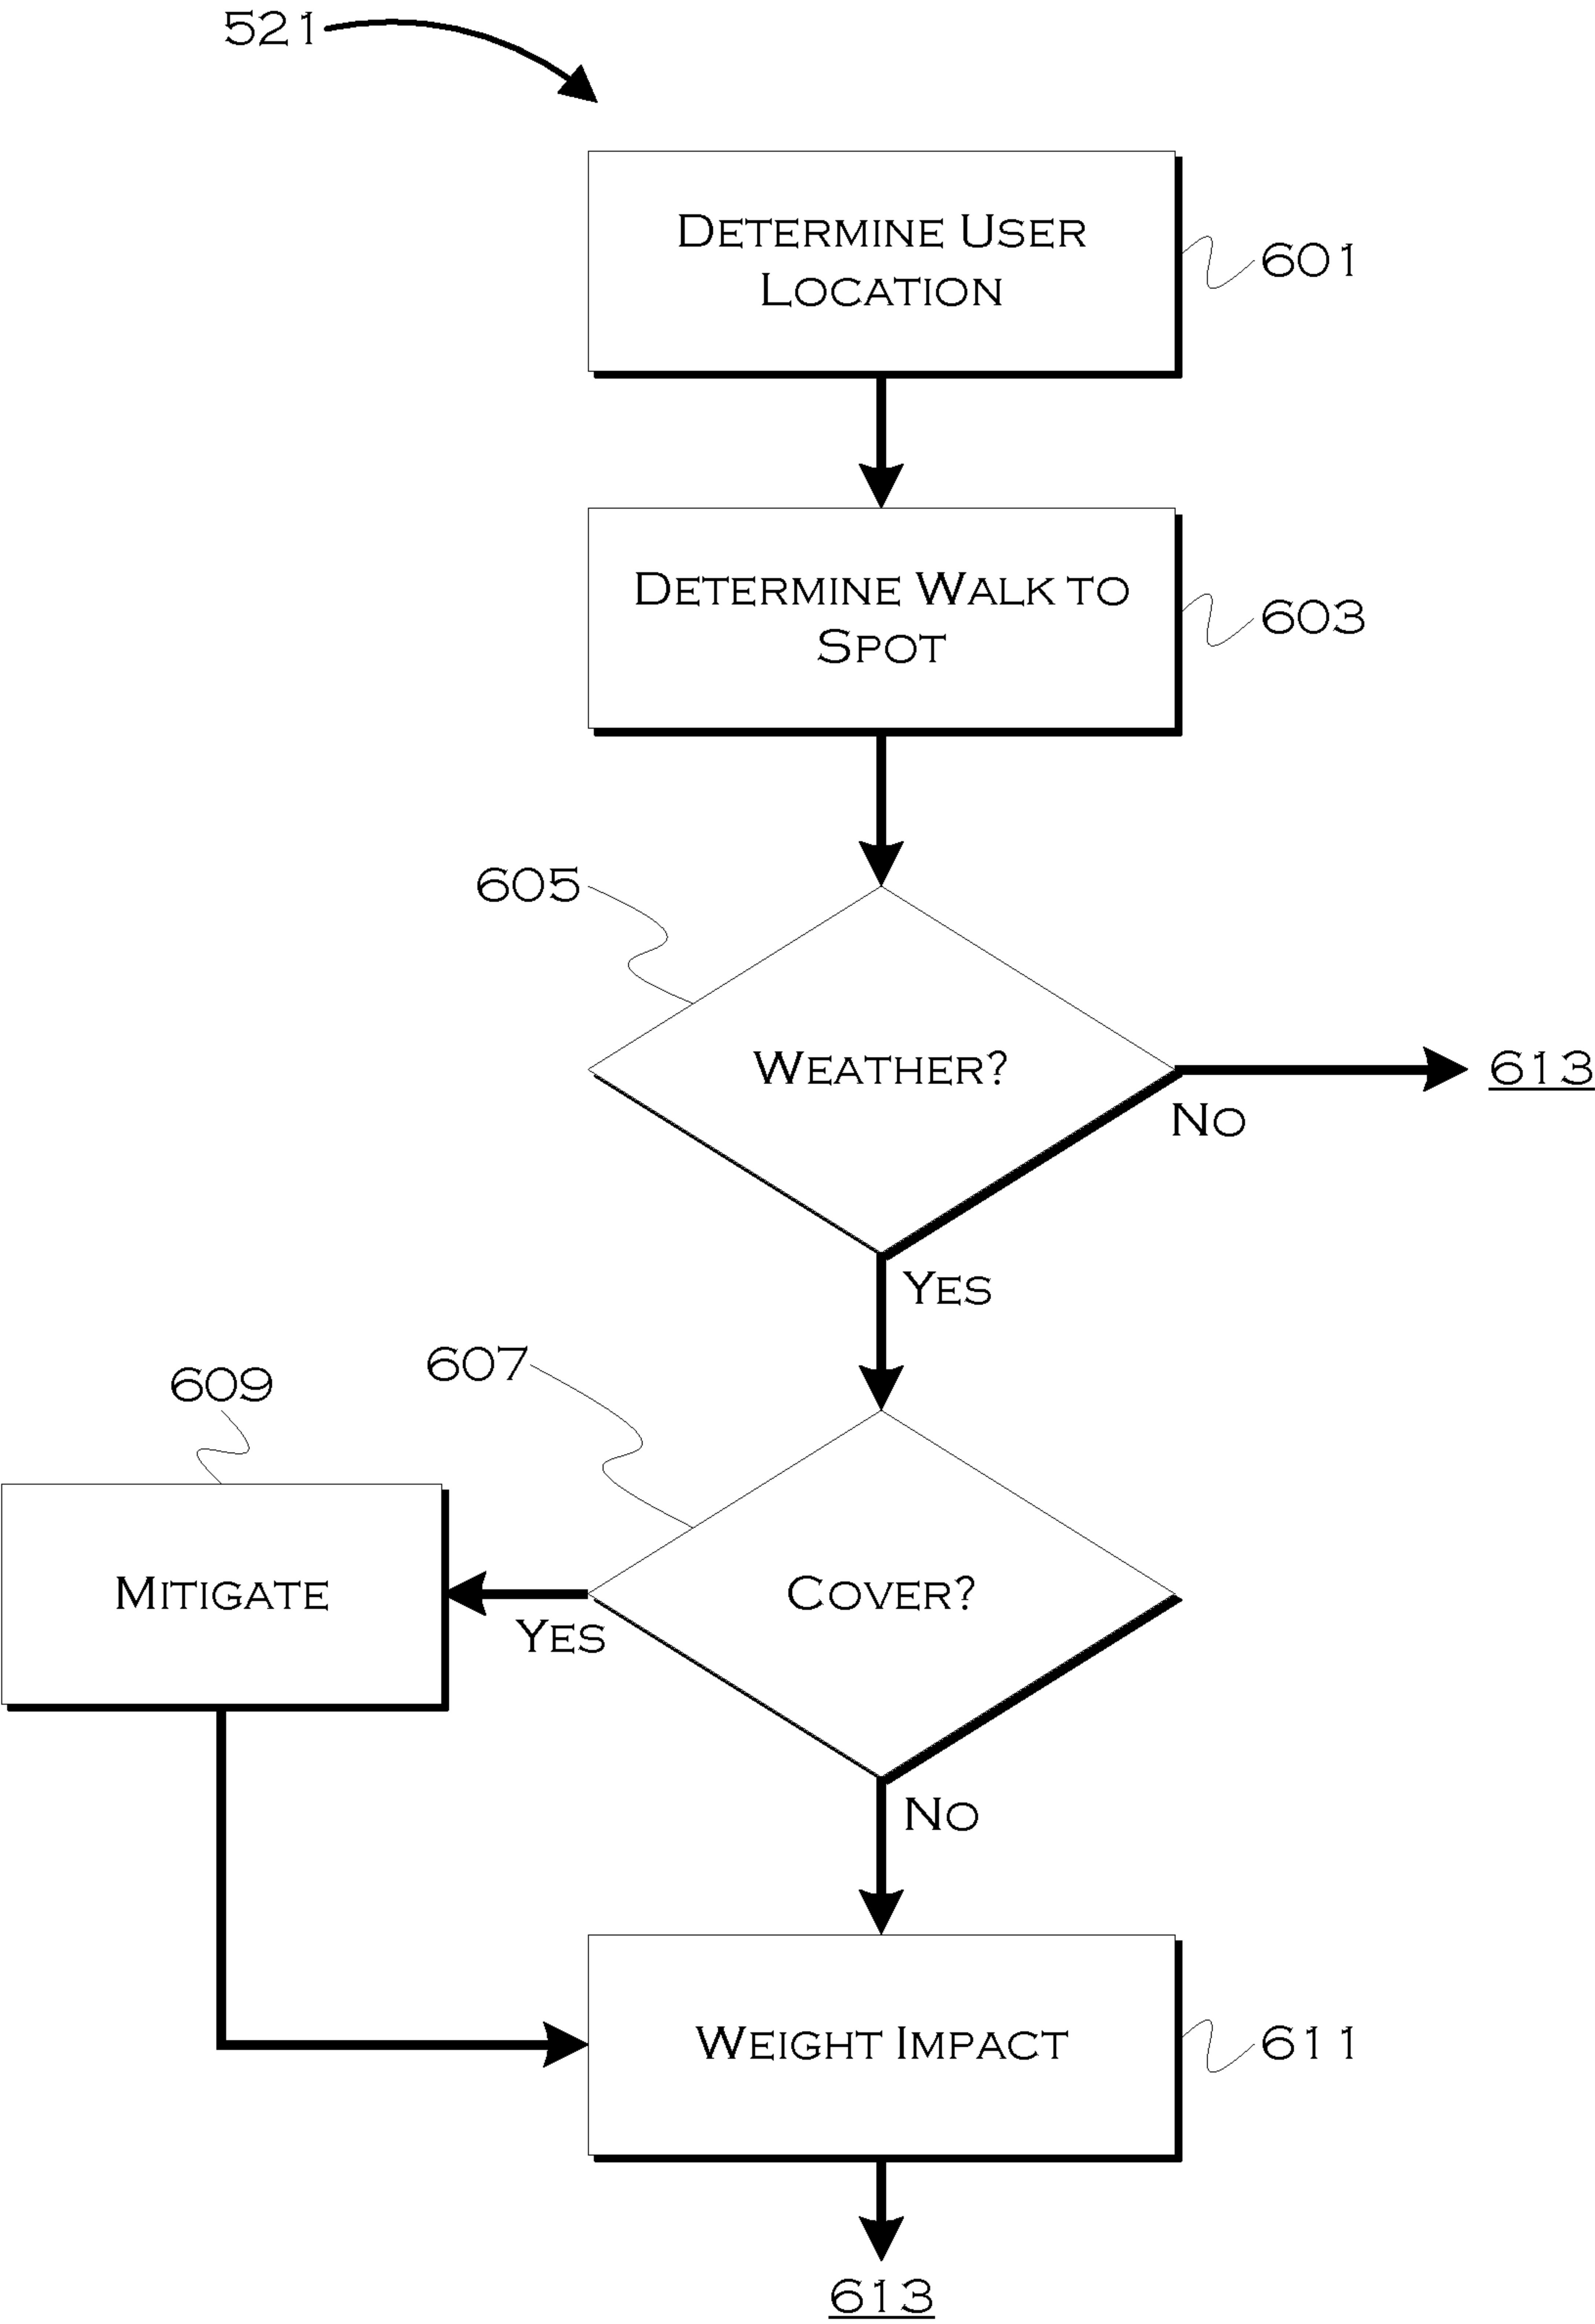 521
DETERMINE USER
LOCATION
601
DETERMINE WALK TO
SPOT
603
605
WEATHER?
613
NO
YES
607
609
MITIGATE
COVER?
YES
NO
WEIGHT IMPACT
611
613